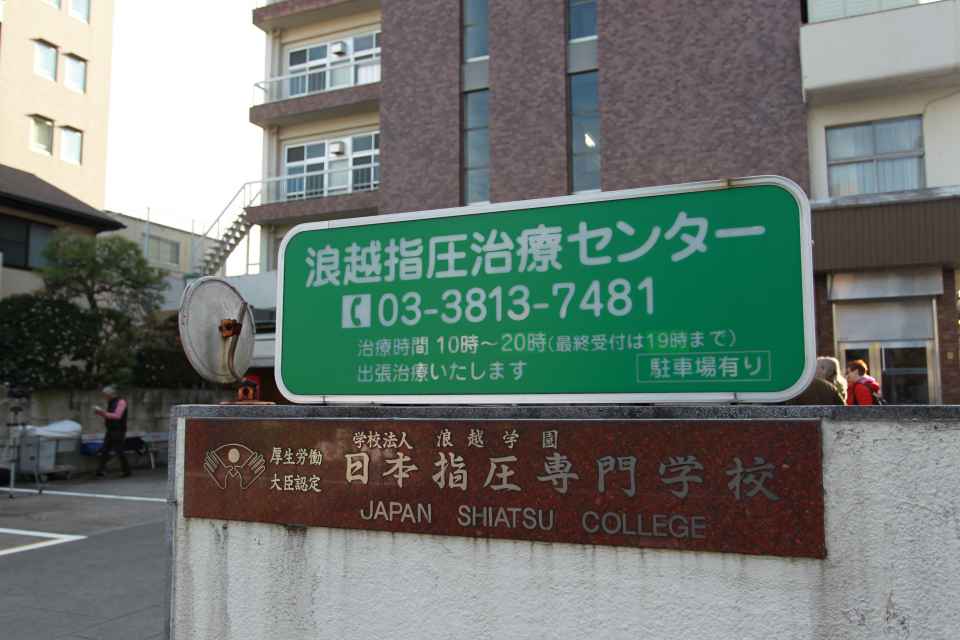 浪越指圧治療センター
03-3813-7481
治療時間 10時～20時(最終受付は19時まで)
出張治療いたします
駐車場有り
厚生労働
大臣認定
学校法人 浪越学園
日本指圧専門学校
JAPAN SHIATSU COLLEGE